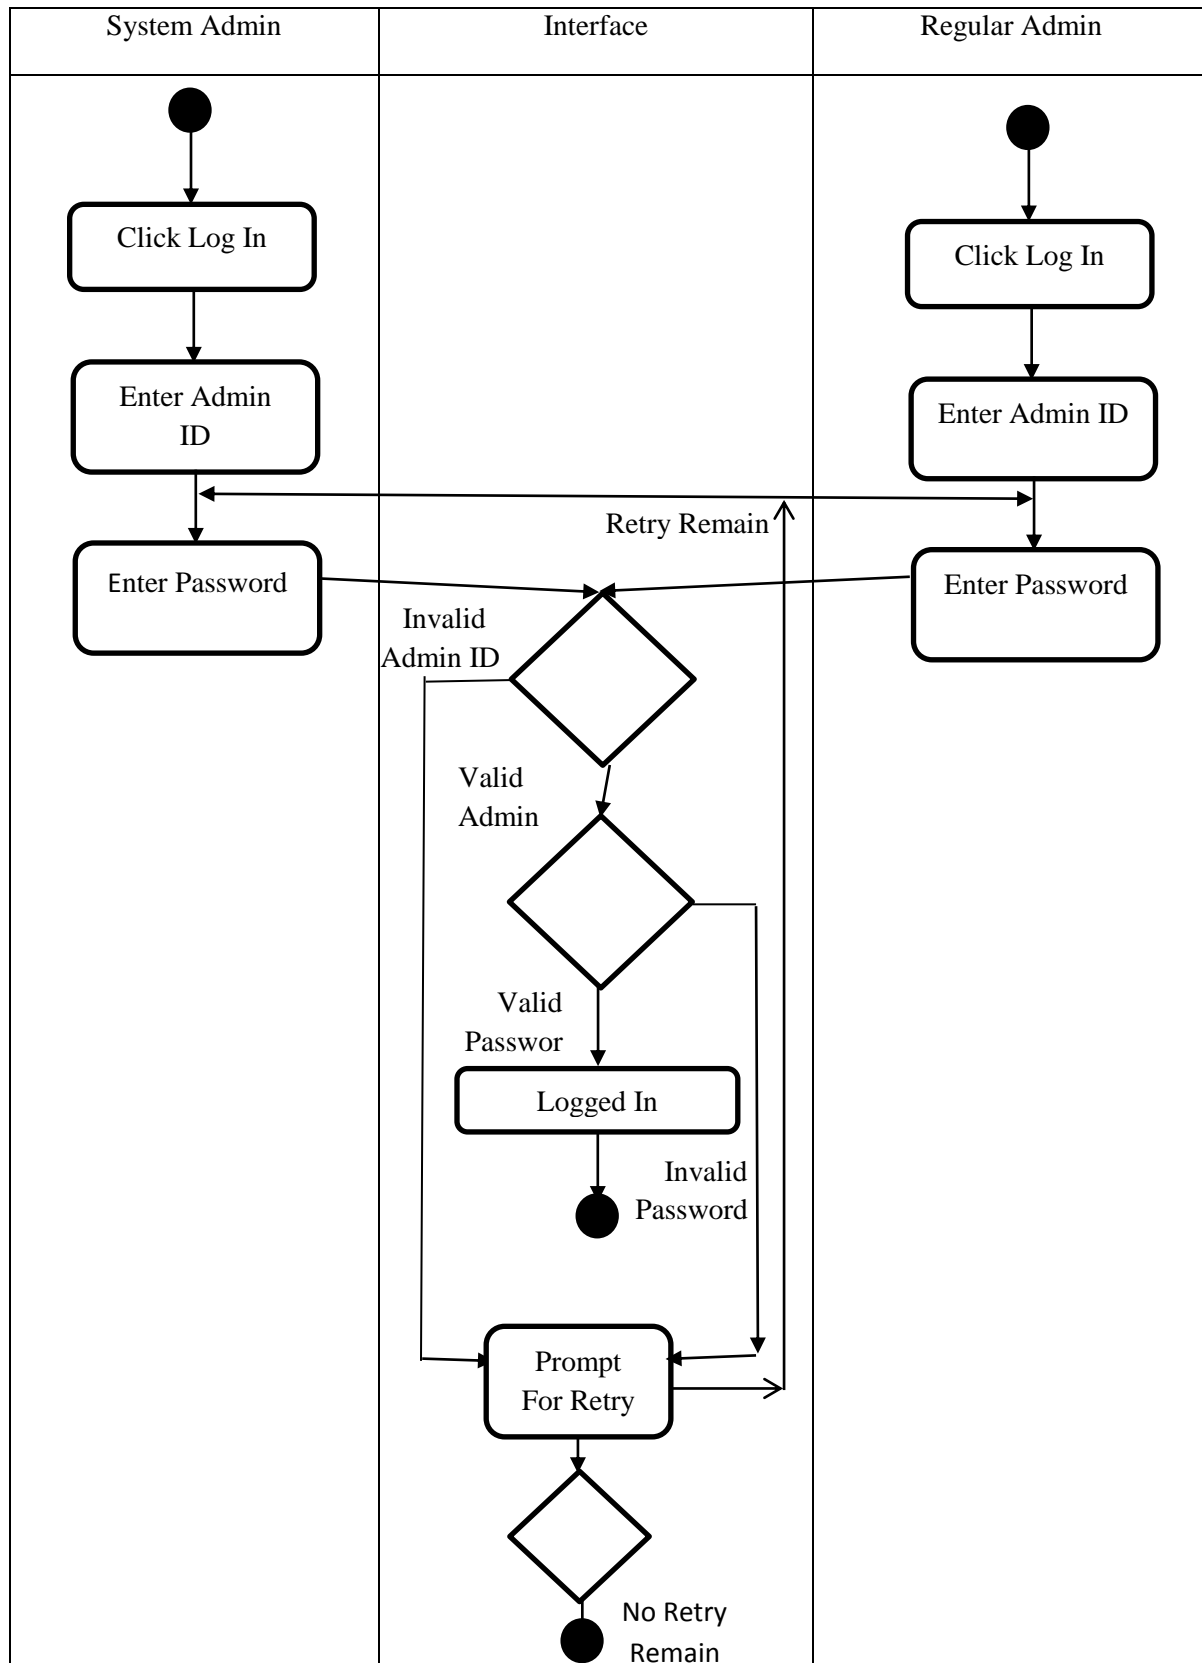 System Admin
Interface
Regular Admin
Click Log In
Click Log In
Enter Admin
ID
Enter Admin ID
Retry Remain
Enter Password
Enter Password
Invalid
Admin ID
Valid
Admin
Valid
Passwor
Logged In
Invalid
Password
Prompt
For Retry
No Retry
Remain